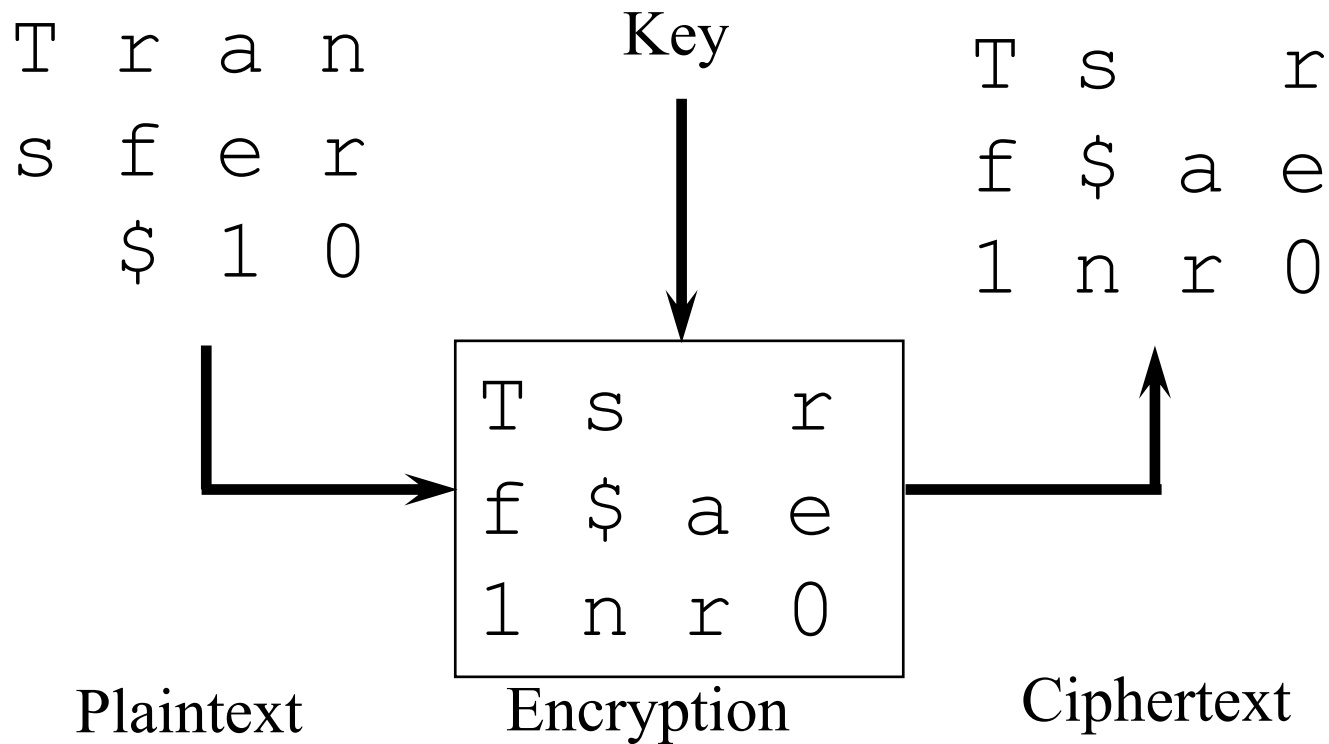 T r a n
s f e r
$ 1 0
Key
T s   r
f $ a e
1 n r 0
T s   r
f $ a e
1 n r 0
Plaintext
Encryption
Ciphertext